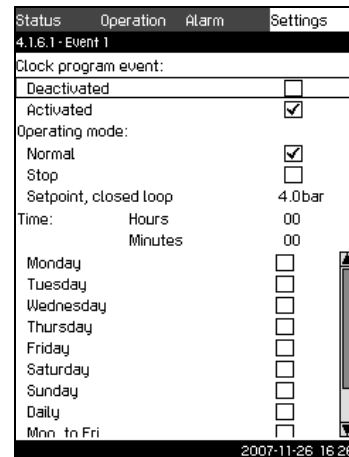 Status Operation Alarm Settings
4.1.6.1 - Event 1
Clock program event:
Deactivated
Activated
Operating mode:
Normal
Stop
Setpoint, closed loop 4.0bar
Time: Hours 00
Minutes 00
Monday
Tuesday
Wednesday
Thursday
Friday
Saturday
Sunday
Daily
Mon. to Fri
2007-11-26 16:26